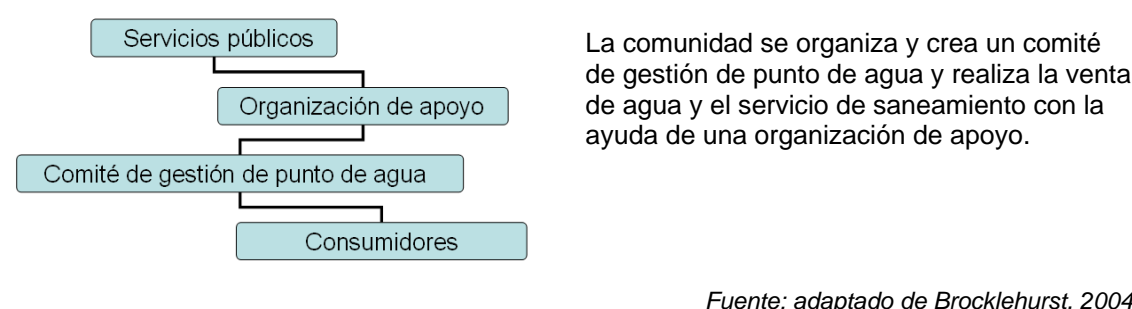 Servicios públicos
Organización de apoyo
Comité de gestión de punto de agua
Consumidores
La comunidad se organiza y crea un comité
de gestión de punto de agua y realiza la venta
de agua y el servicio de saneamiento con la
ayuda de una organización de apoyo.
Fuente: adaptado de Brocklehurst, 2004